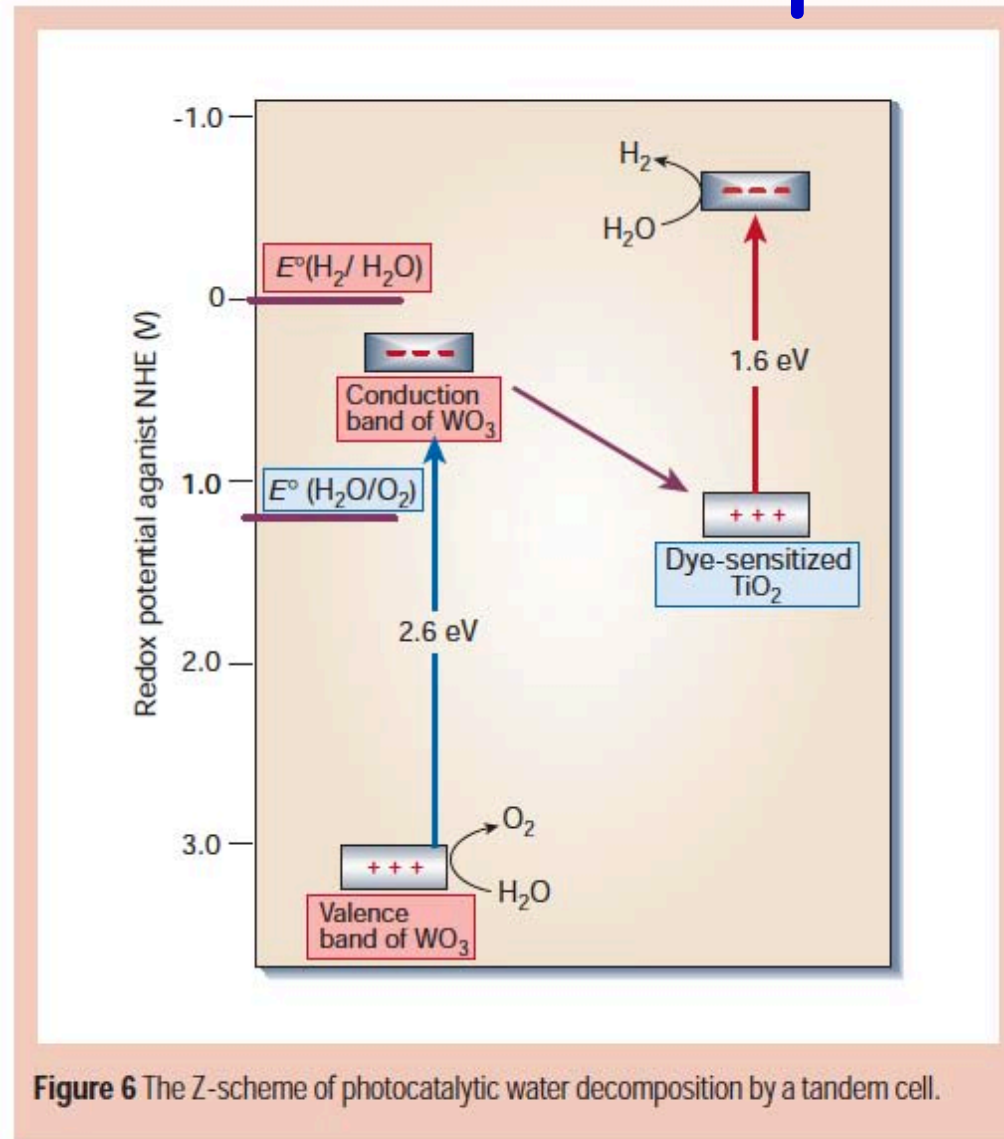 -1.0
0
1.0
2.0
3.0
Redox potential aganist NHE (V)
E°(H₂/ H₂O)
Conduction
band of WO₃
E° (H₂O/O₂)
2.6 eV
+ + +
Valence
band of WO₃
O₂
H₂O
H₂
H₂O
1.6 eV
+ + +
Dye-sensitized
TiO₂
Figure 6 The Z-scheme of photocatalytic water decomposition by a tandem cell.